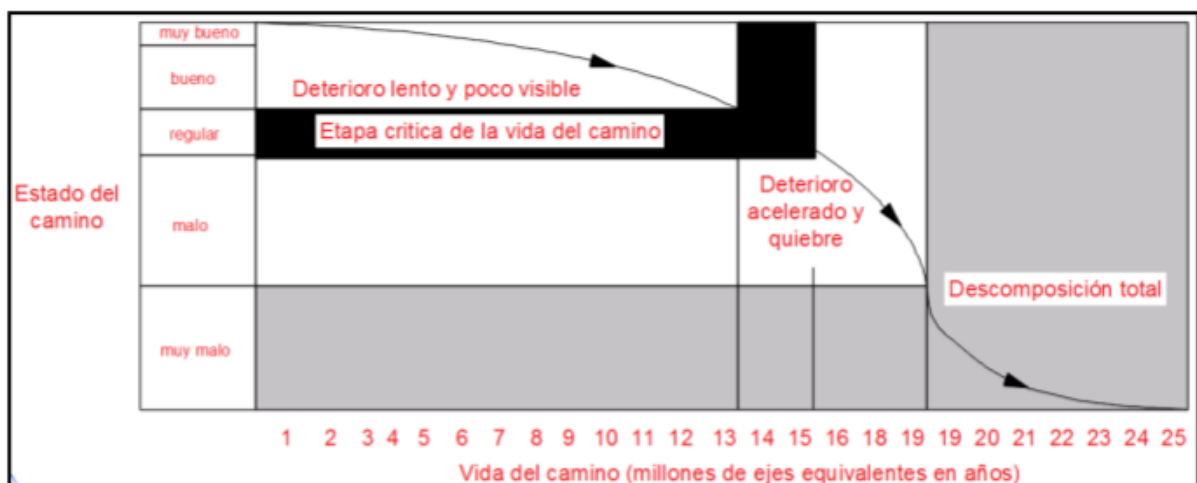 muy bueno
bueno
Deterioro lento y poco visible
regular
Etapa critica de la vida del camino
Estado del
camino
malo
Deterioro
acelerado y
quiebre
Descomposición total
muy malo
1 2 3 4 5 6 7 8 9 10 11 12 13 14 15 16 18 19 19 20 21 22 23 24 25
Vida del camino (millones de ejes equivalentes en años)